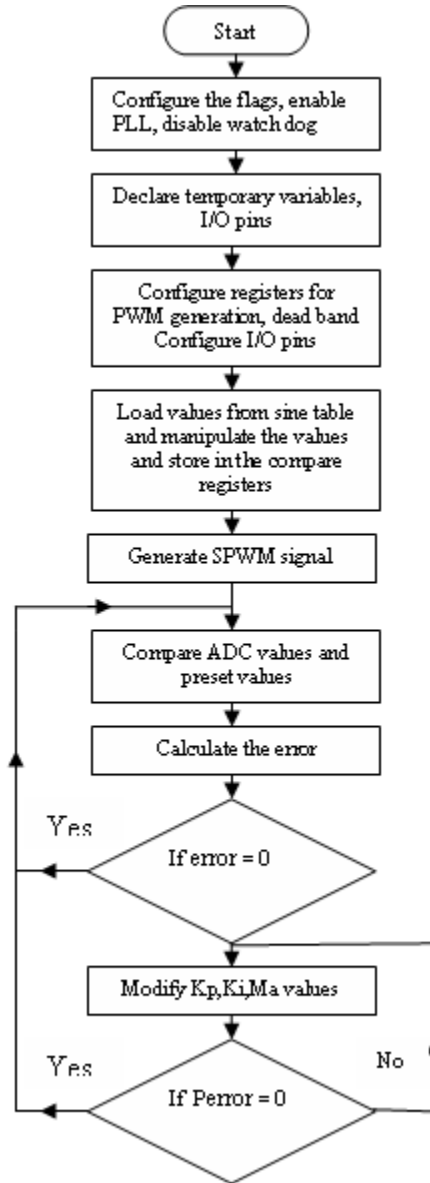 Start
Configure the flags, enable
PLL, disable watch dog
Declare temporary variables,
I/O pins
Configure registers for
PWM generation, dead band
Configure I/O pins
Load values from sine table
and manipulate the values
and store in the compare
registers
Generate SPWM signal
Compare ADC values and
preset values
Calculate the error
Yes
If error = 0
Modify Kp,Ki,Ma values
Yes
No
If Perror = 0